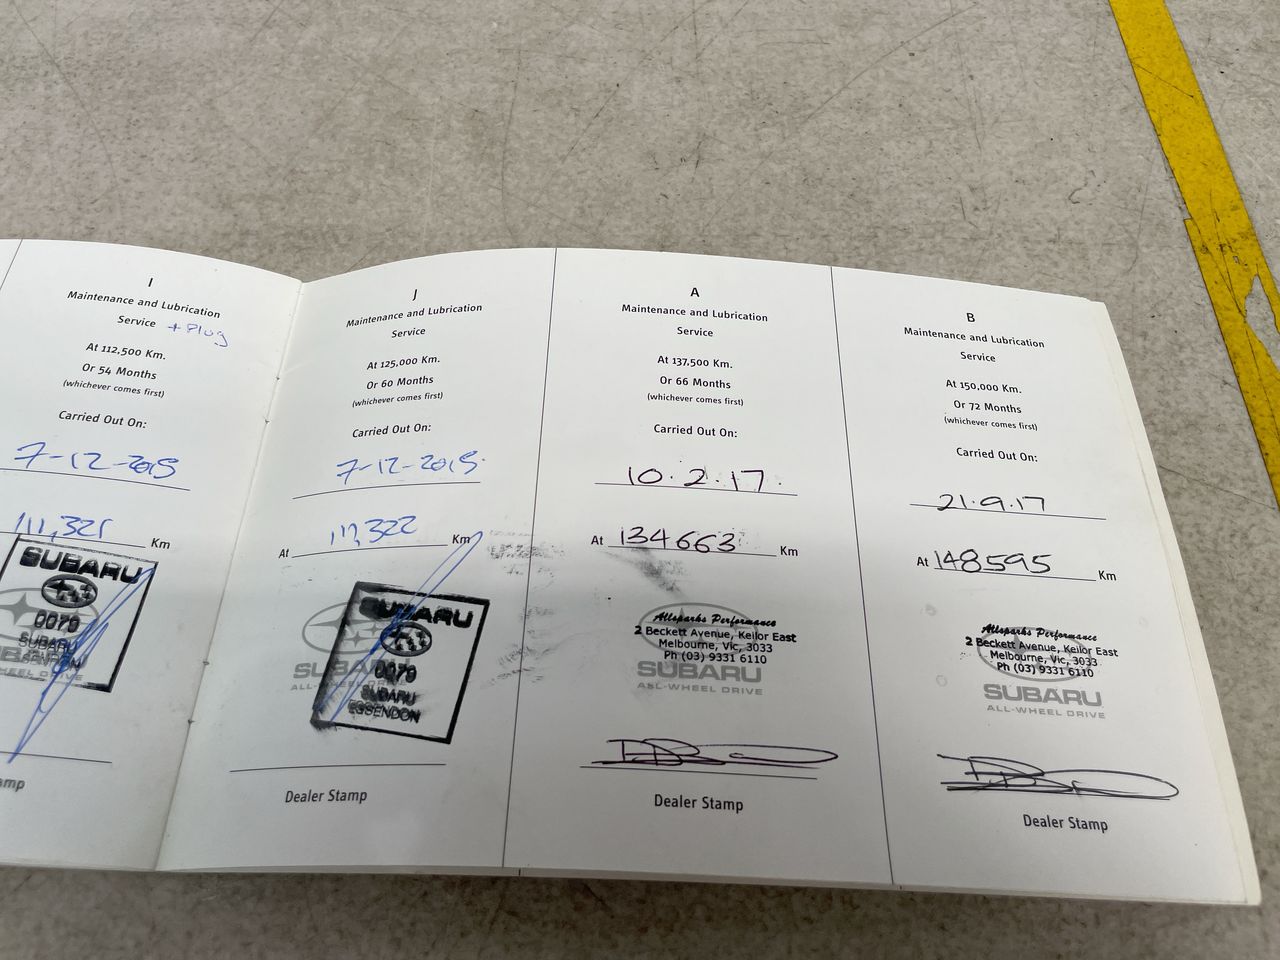 I
Maintenance and Lubrication
Service + Plug
At 112,500 Km.
Or 54 Months
(whichever comes first)
Carried Out On:
7-12-2015
111,321 Km
SUBARU
0070
SUBARU
J
Maintenance and Lubrication
Service
At 125,000 Km.
Or 60 Months
(whichever comes first)
Carried Out On:
7-12-2015
At 111,322 Km
SUBARU
0070
SUBARU
ESSENDON
SUBARU
Dealer Stamp
A
Maintenance and Lubrication
Service
At 137,500 Km.
Or 66 Months
(whichever comes first)
Carried Out On:
10.2.17.
At 134663 Km
Allsparks Performance
2 Beckett Avenue, Keilor East
Melbourne, Vic, 3033
Ph (03) 9331 6110
SUBARU
ALL-WHEEL DRIVE
Dealer Stamp
B
Maintenance and Lubrication
Service
At 150,000 Km.
Or 72 Months
(whichever comes first)
Carried Out On:
21.9.17
At 148595 Km
Allsparks Performance
2 Beckett Avenue, Keilor East
Melbourne, Vic, 3033
Ph (03) 9331 6110
SUBARU
ALL-WHEEL DRIVE
Dealer Stamp